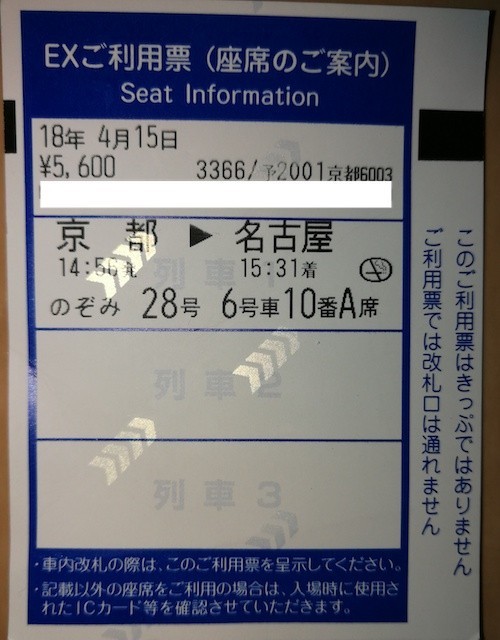 EXご利用票（座席のご案内）
Seat Information
18年 4月15日
¥5,600 3366/予2001京都6003
京 都 ▶ 名古屋
14:56発 15:31着
のぞみ 28号 6号車10番A席
列車1
列車2
列車3
・車内改札の際は、このご利用票を呈示してください。
・記載以外の座席をご利用の場合は、入場時に使用さ
れたICカード等を確認させていただきます。
このご利用票はきっぷではありません
ご利用票では改札口は通れません